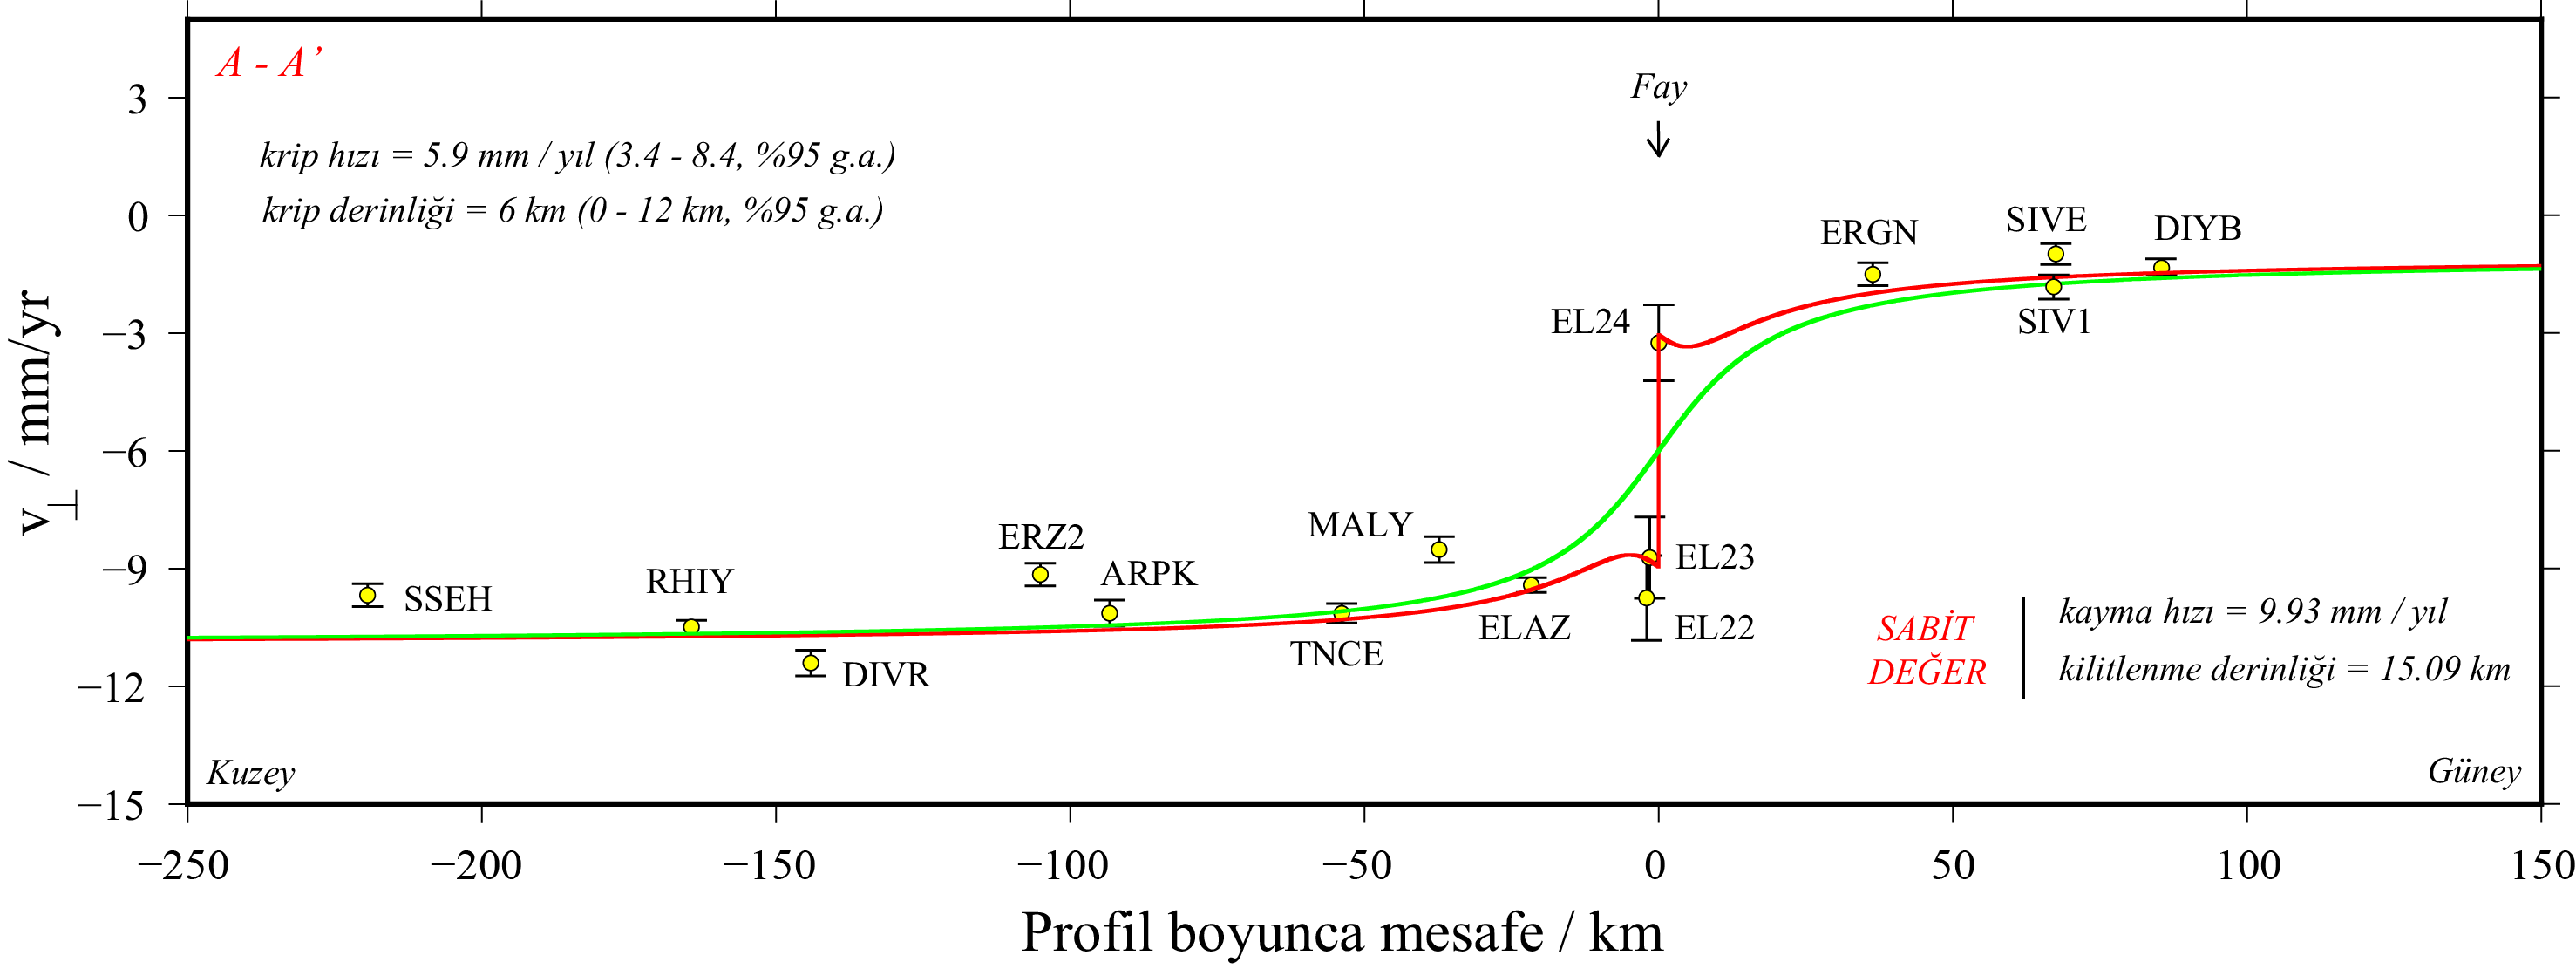 A - A’
Fay
krip hızı = 5.9 mm / yıl (3.4 - 8.4, %95 g.a.)
krip derinliği = 6 km (0 - 12 km, %95 g.a.)
3
0
−3
−6
−9
−12
−15
v⊥ / mm/yr
SSEH
RHIY
DIVR
ERZ2
ARPK
TNCE
MALY
ELAZ
EL24
EL23
EL22
ERGN
SIVE
SIV1
DIYB
SABİT
DEĞER
kayma hızı = 9.93 mm / yıl
kilitlenme derinliği = 15.09 km
Kuzey
Güney
−250
−200
−150
−100
−50
0
50
100
150
Profil boyunca mesafe / km